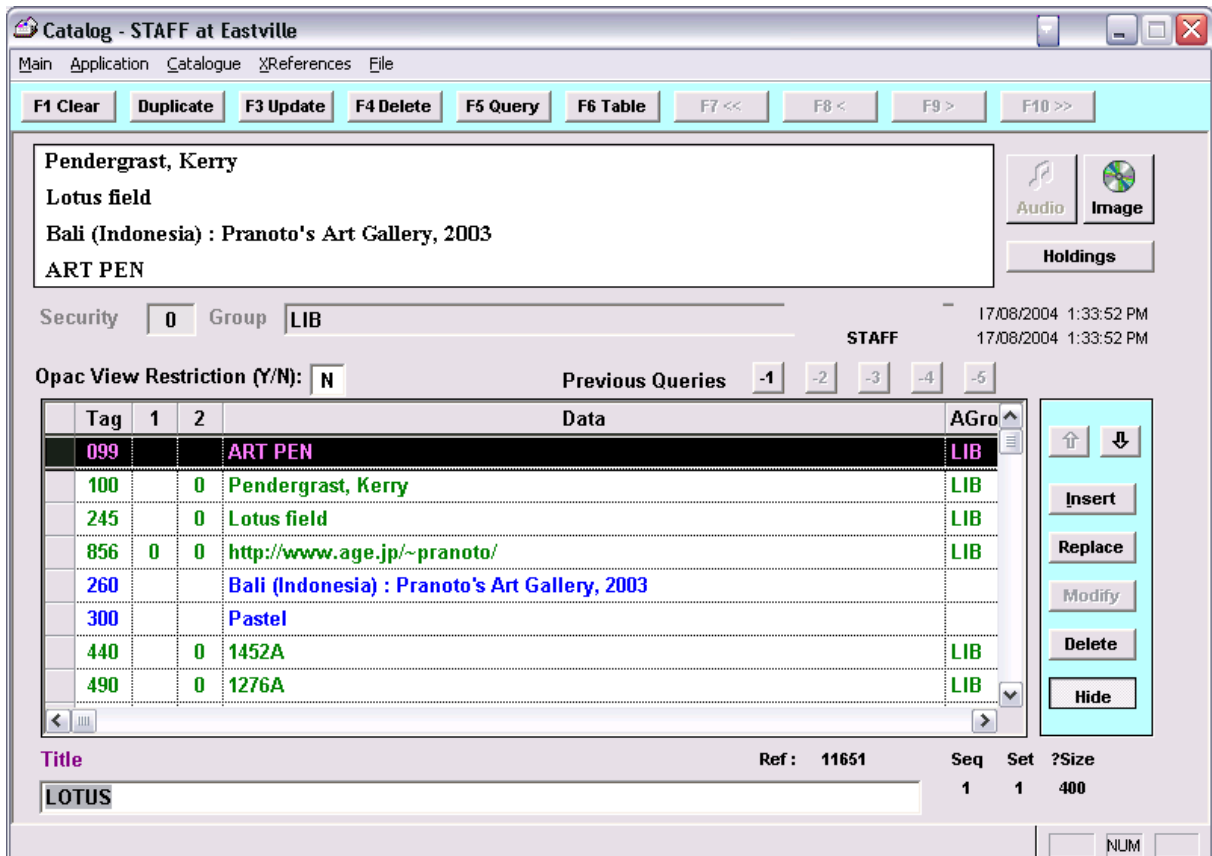 Catalog - STAFF at Eastville
Main Application Catalogue XReferences File
F1 Clear Duplicate F3 Update F4 Delete F5 Query F6 Table F7 << F8 < F9 > F10 >>
Pendergrast, Kerry
Lotus field
Bali (Indonesia) : Pranoto's Art Gallery, 2003
ART PEN
Audio Image
Holdings
Security 0 Group LIB
17/08/2004 1:33:52 PM
STAFF 17/08/2004 1:33:52 PM
Opac View Restriction (Y/N): N Previous Queries -1 -2 -3 -4 -5
Tag 1 2 Data AGro
099 ART PEN LIB
100 0 Pendergrast, Kerry LIB
245 0 Lotus field LIB
856 0 0 http://www.age.jp/~pranoto/ LIB
260 Bali (Indonesia) : Pranoto's Art Gallery, 2003
300 Pastel
440 0 1452A LIB
490 0 1276A LIB
Insert
Replace
Modify
Delete
Hide
Title Ref : 11651 Seq Set ?Size
LOTUS 1 1 400
NUM